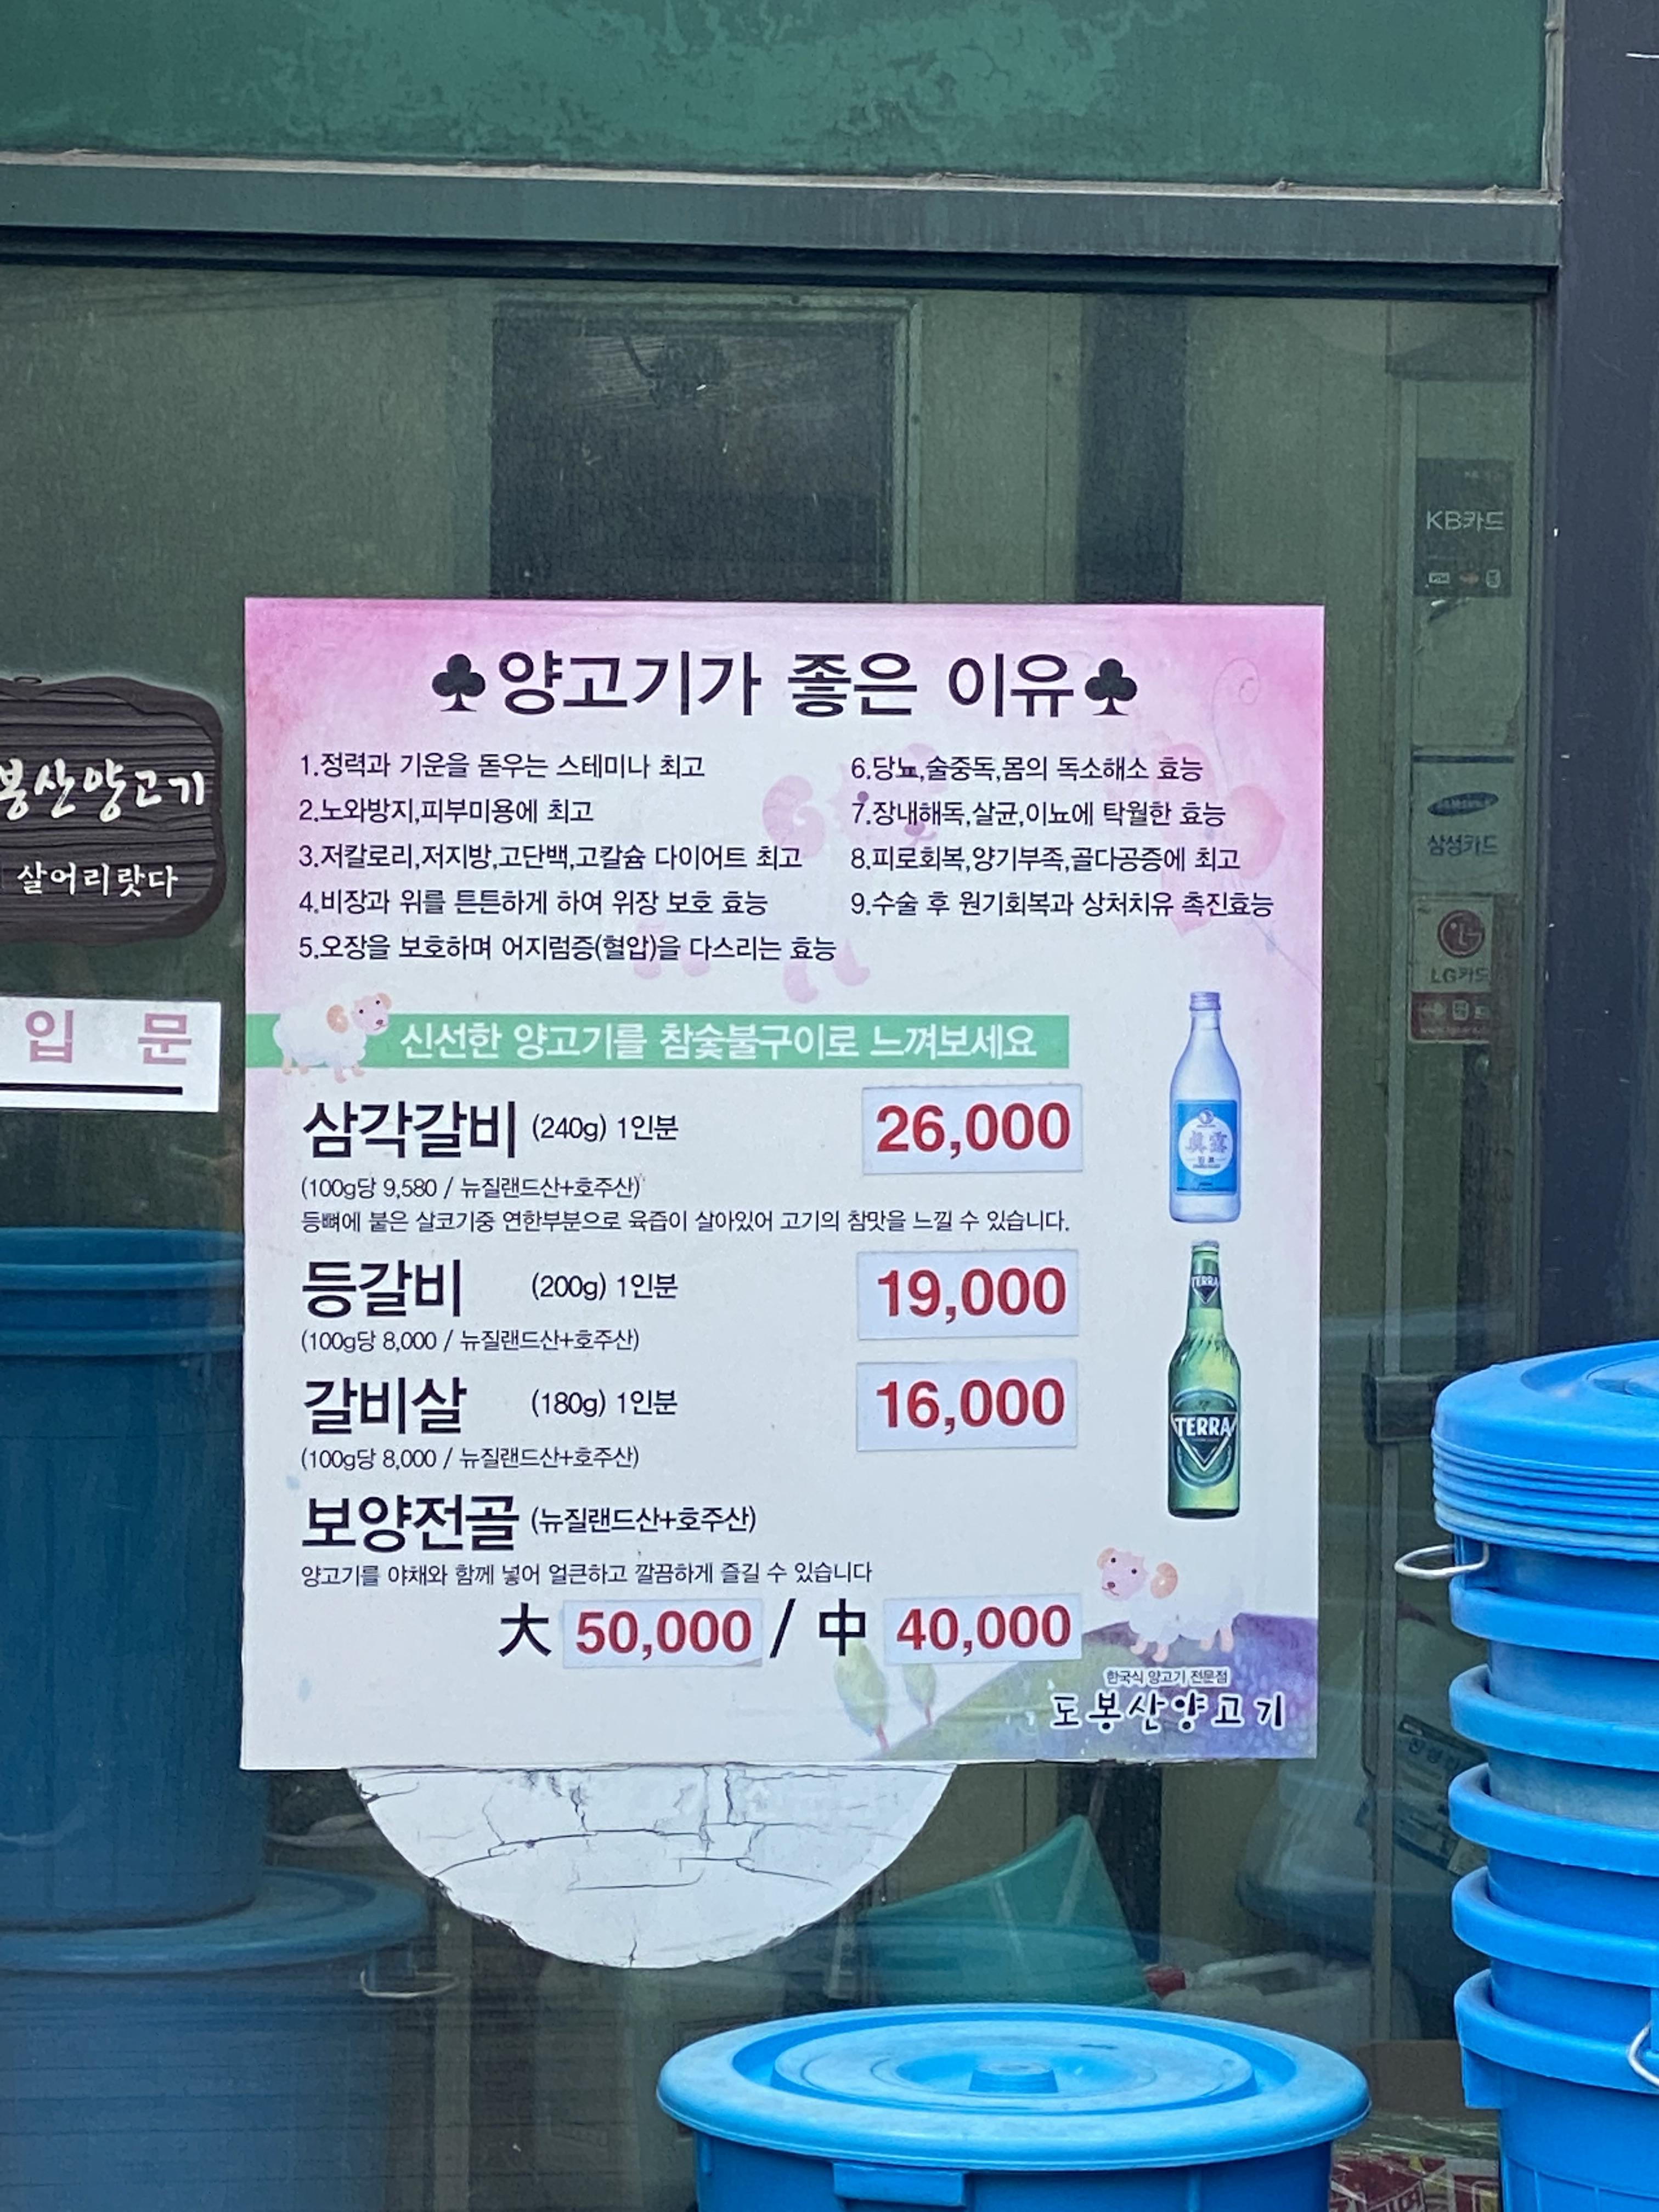 ♣양고기가 좋은 이유♣
1.정력과 기운을 돋우는 스테미나 최고
2.노와방지,피부미용에 최고
3.저칼로리,저지방,고단백,고칼슘 다이어트 최고
4.비장과 위를 튼튼하게 하여 위장 보호 효능
5.오장을 보호하며 어지럼증(혈압)을 다스리는 효능
6.당뇨,술중독,몸의 독소해소 효능
7.장내해독,살균,이뇨에 탁월한 효능
8.피로회복,양기부족,골다공증에 최고
9.수술 후 원기회복과 상처치유 촉진효능
신선한 양고기를 참숯불구이로 느껴보세요
삼각갈비 (240g) 1인분 26,000
(100g당 9,580 / 뉴질랜드산+호주산)
등뼈에 붙은 살코기중 연한부분으로 육즙이 살아있어 고기의 참맛을 느낄 수 있습니다.
등갈비 (200g) 1인분 19,000
(100g당 8,000 / 뉴질랜드산+호주산)
갈비살 (180g) 1인분 16,000
(100g당 8,000 / 뉴질랜드산+호주산)
보양전골 (뉴질랜드산+호주산)
양고기를 야채와 함께 넣어 얼큰하고 깔끔하게 즐길 수 있습니다
大 50,000 / 中 40,000
한국식 양고기 전문점
도봉산양고기
眞露
TERRA
TERRA
봉산양고기
살어리랏다
입 문
KB카드
VISA
SAMSUNG
삼성카드
LG카드